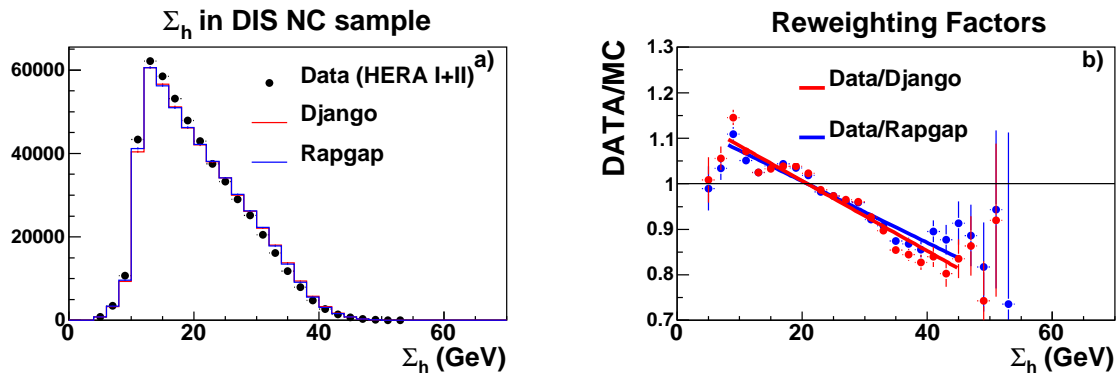 Σh in DIS NC sample
a)
Data (HERA I+II)
Django
Rapgap
60000
40000
20000
0
0 20 40 60
Σh (GeV)
Reweighting Factors
b)
Data/Django
Data/Rapgap
DATA/MC
1.3
1.2
1.1
1
0.9
0.8
0.7
0 20 40 60
Σh (GeV)